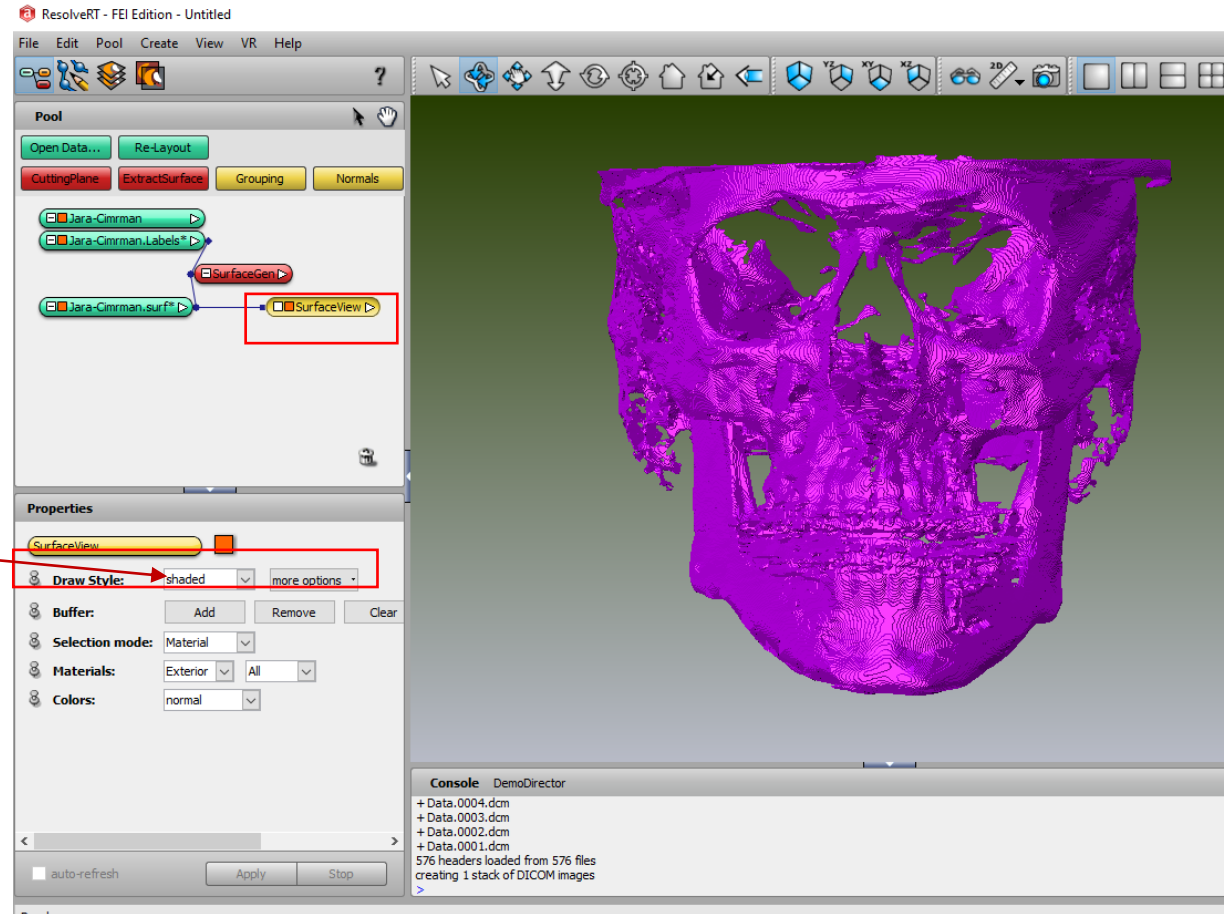 ResolveRT - FEI Edition - Untitled
File Edit Pool Create View VR Help
? YZ XY XZ 2D
Pool
Open Data... Re-Layout
CuttingPlane ExtractSurface Grouping Normals
Jara-Cimrman
Jara-Cimrman.Labels*
SurfaceGen
Jara-Cimrman.surf* SurfaceView
Properties
SurfaceView
Draw Style: shaded more options
Buffer: Add Remove Clear
Selection mode: Material
Materials: Exterior All
Colors: normal
auto-refresh Apply Stop
Console DemoDirector
+ Data.0004.dcm
+ Data.0003.dcm
+ Data.0002.dcm
+ Data.0001.dcm
576 headers loaded from 576 files
creating 1 stack of DICOM images
>